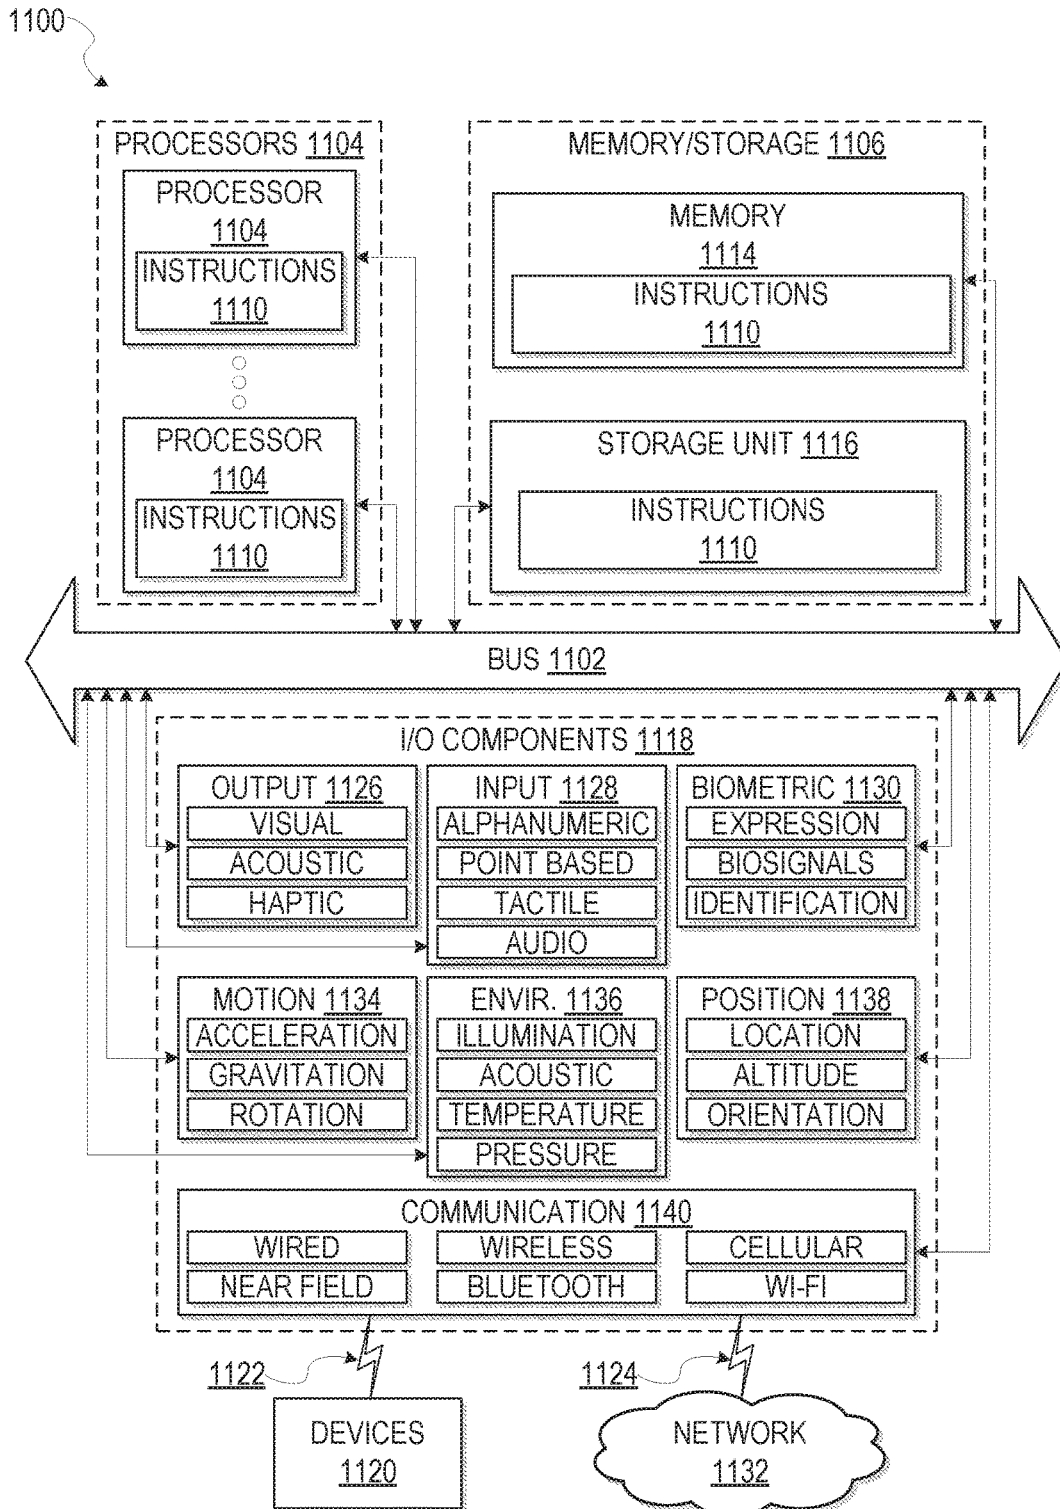 1100
PROCESSORS 1104
PROCESSOR
1104
INSTRUCTIONS
1110
PROCESSOR
1104
INSTRUCTIONS
1110
MEMORY/STORAGE 1106
MEMORY
1114
INSTRUCTIONS
1110
STORAGE UNIT 1116
INSTRUCTIONS
1110
BUS 1102
I/O COMPONENTS 1118
OUTPUT 1126
VISUAL
ACOUSTIC
HAPTIC
INPUT 1128
ALPHANUMERIC
POINT BASED
TACTILE
AUDIO
BIOMETRIC 1130
EXPRESSION
BIOSIGNALS
IDENTIFICATION
MOTION 1134
ACCELERATION
GRAVITATION
ROTATION
ENVIR. 1136
ILLUMINATION
ACOUSTIC
TEMPERATURE
PRESSURE
POSITION 1138
LOCATION
ALTITUDE
ORIENTATION
COMMUNICATION 1140
WIRED
WIRELESS
CELLULAR
NEAR FIELD
BLUETOOTH
WI-FI
1122
1124
DEVICES
1120
NETWORK
1132